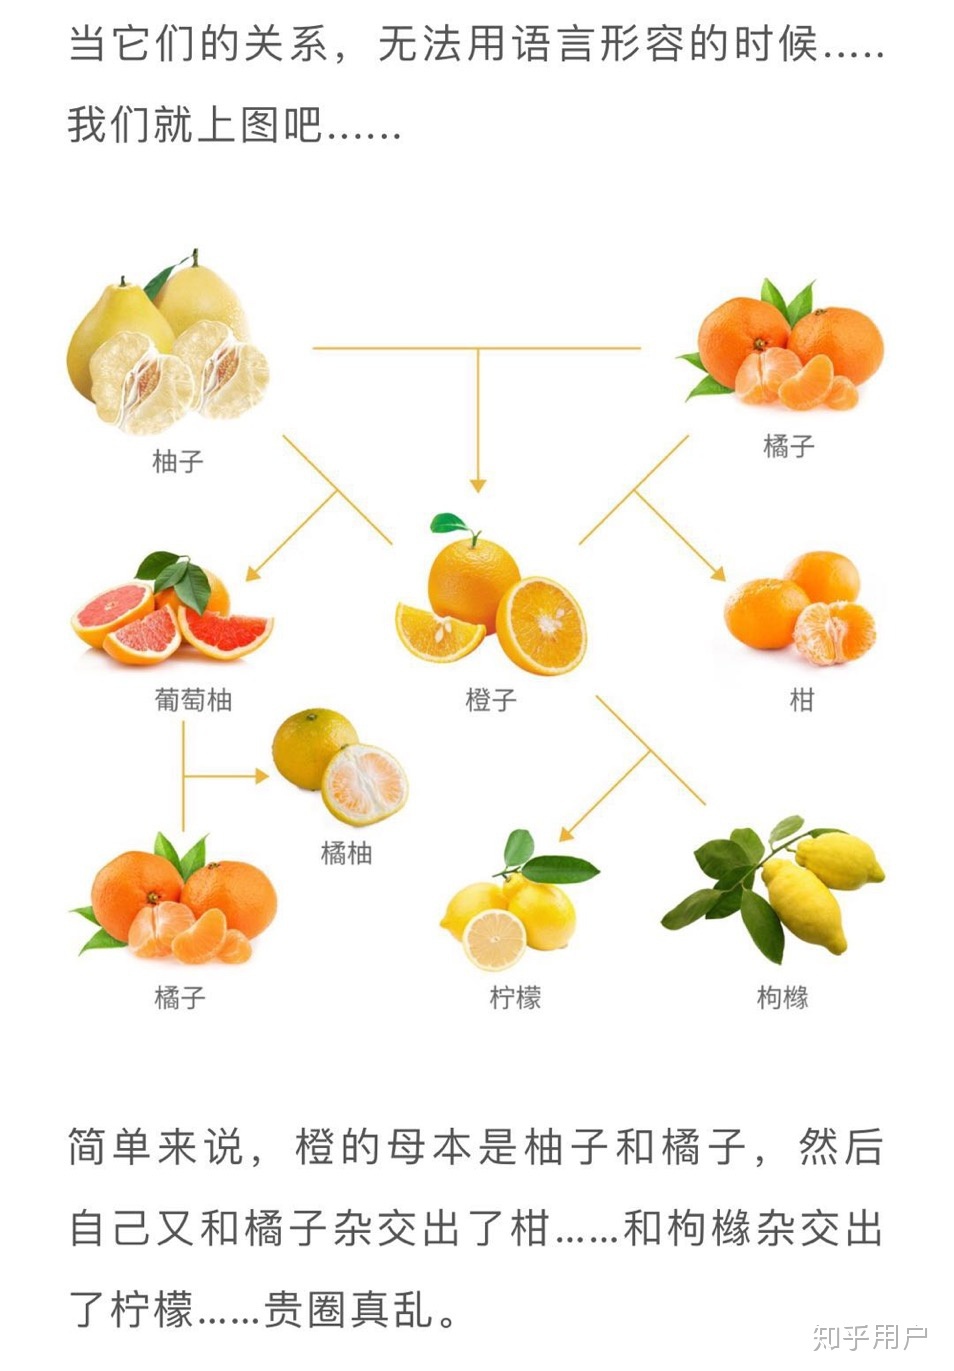 当它们的关系，无法用语言形容的时候.....
我们就上图吧......
柚子
橘子
葡萄柚
橙子
柑
橘柚
橘子
柠檬
枸橼
简单来说，橙的母本是柚子和橘子，然后
自己又和橘子杂交出了柑......和枸橼杂交出
了柠檬......贵圈真乱。
知乎用户